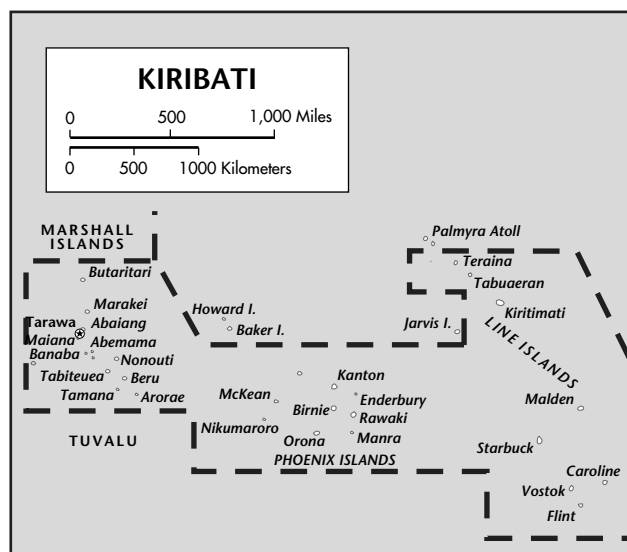 KIRIBATI
0 500 1,000 Miles
0 500 1000 Kilometers
MARSHALL
ISLANDS
Palmyra Atoll
Teraina
Butaritari
Tabuaeran
Kiritimati
Marakei
Howard I.
Tarawa
Abaiang
Baker I.
Jarvis I.
Maiana
Abemama
LINE ISLANDS
Banaba
Nonouti
Tabiteuea
Beru
Kanton
Tamana
Arorae
McKean
Enderbury
Birnie
Rawaki
Malden
Nikumaroro
Orona
Manra
TUVALU
PHOENIX ISLANDS
Starbuck
Caroline
Vostok
Flint